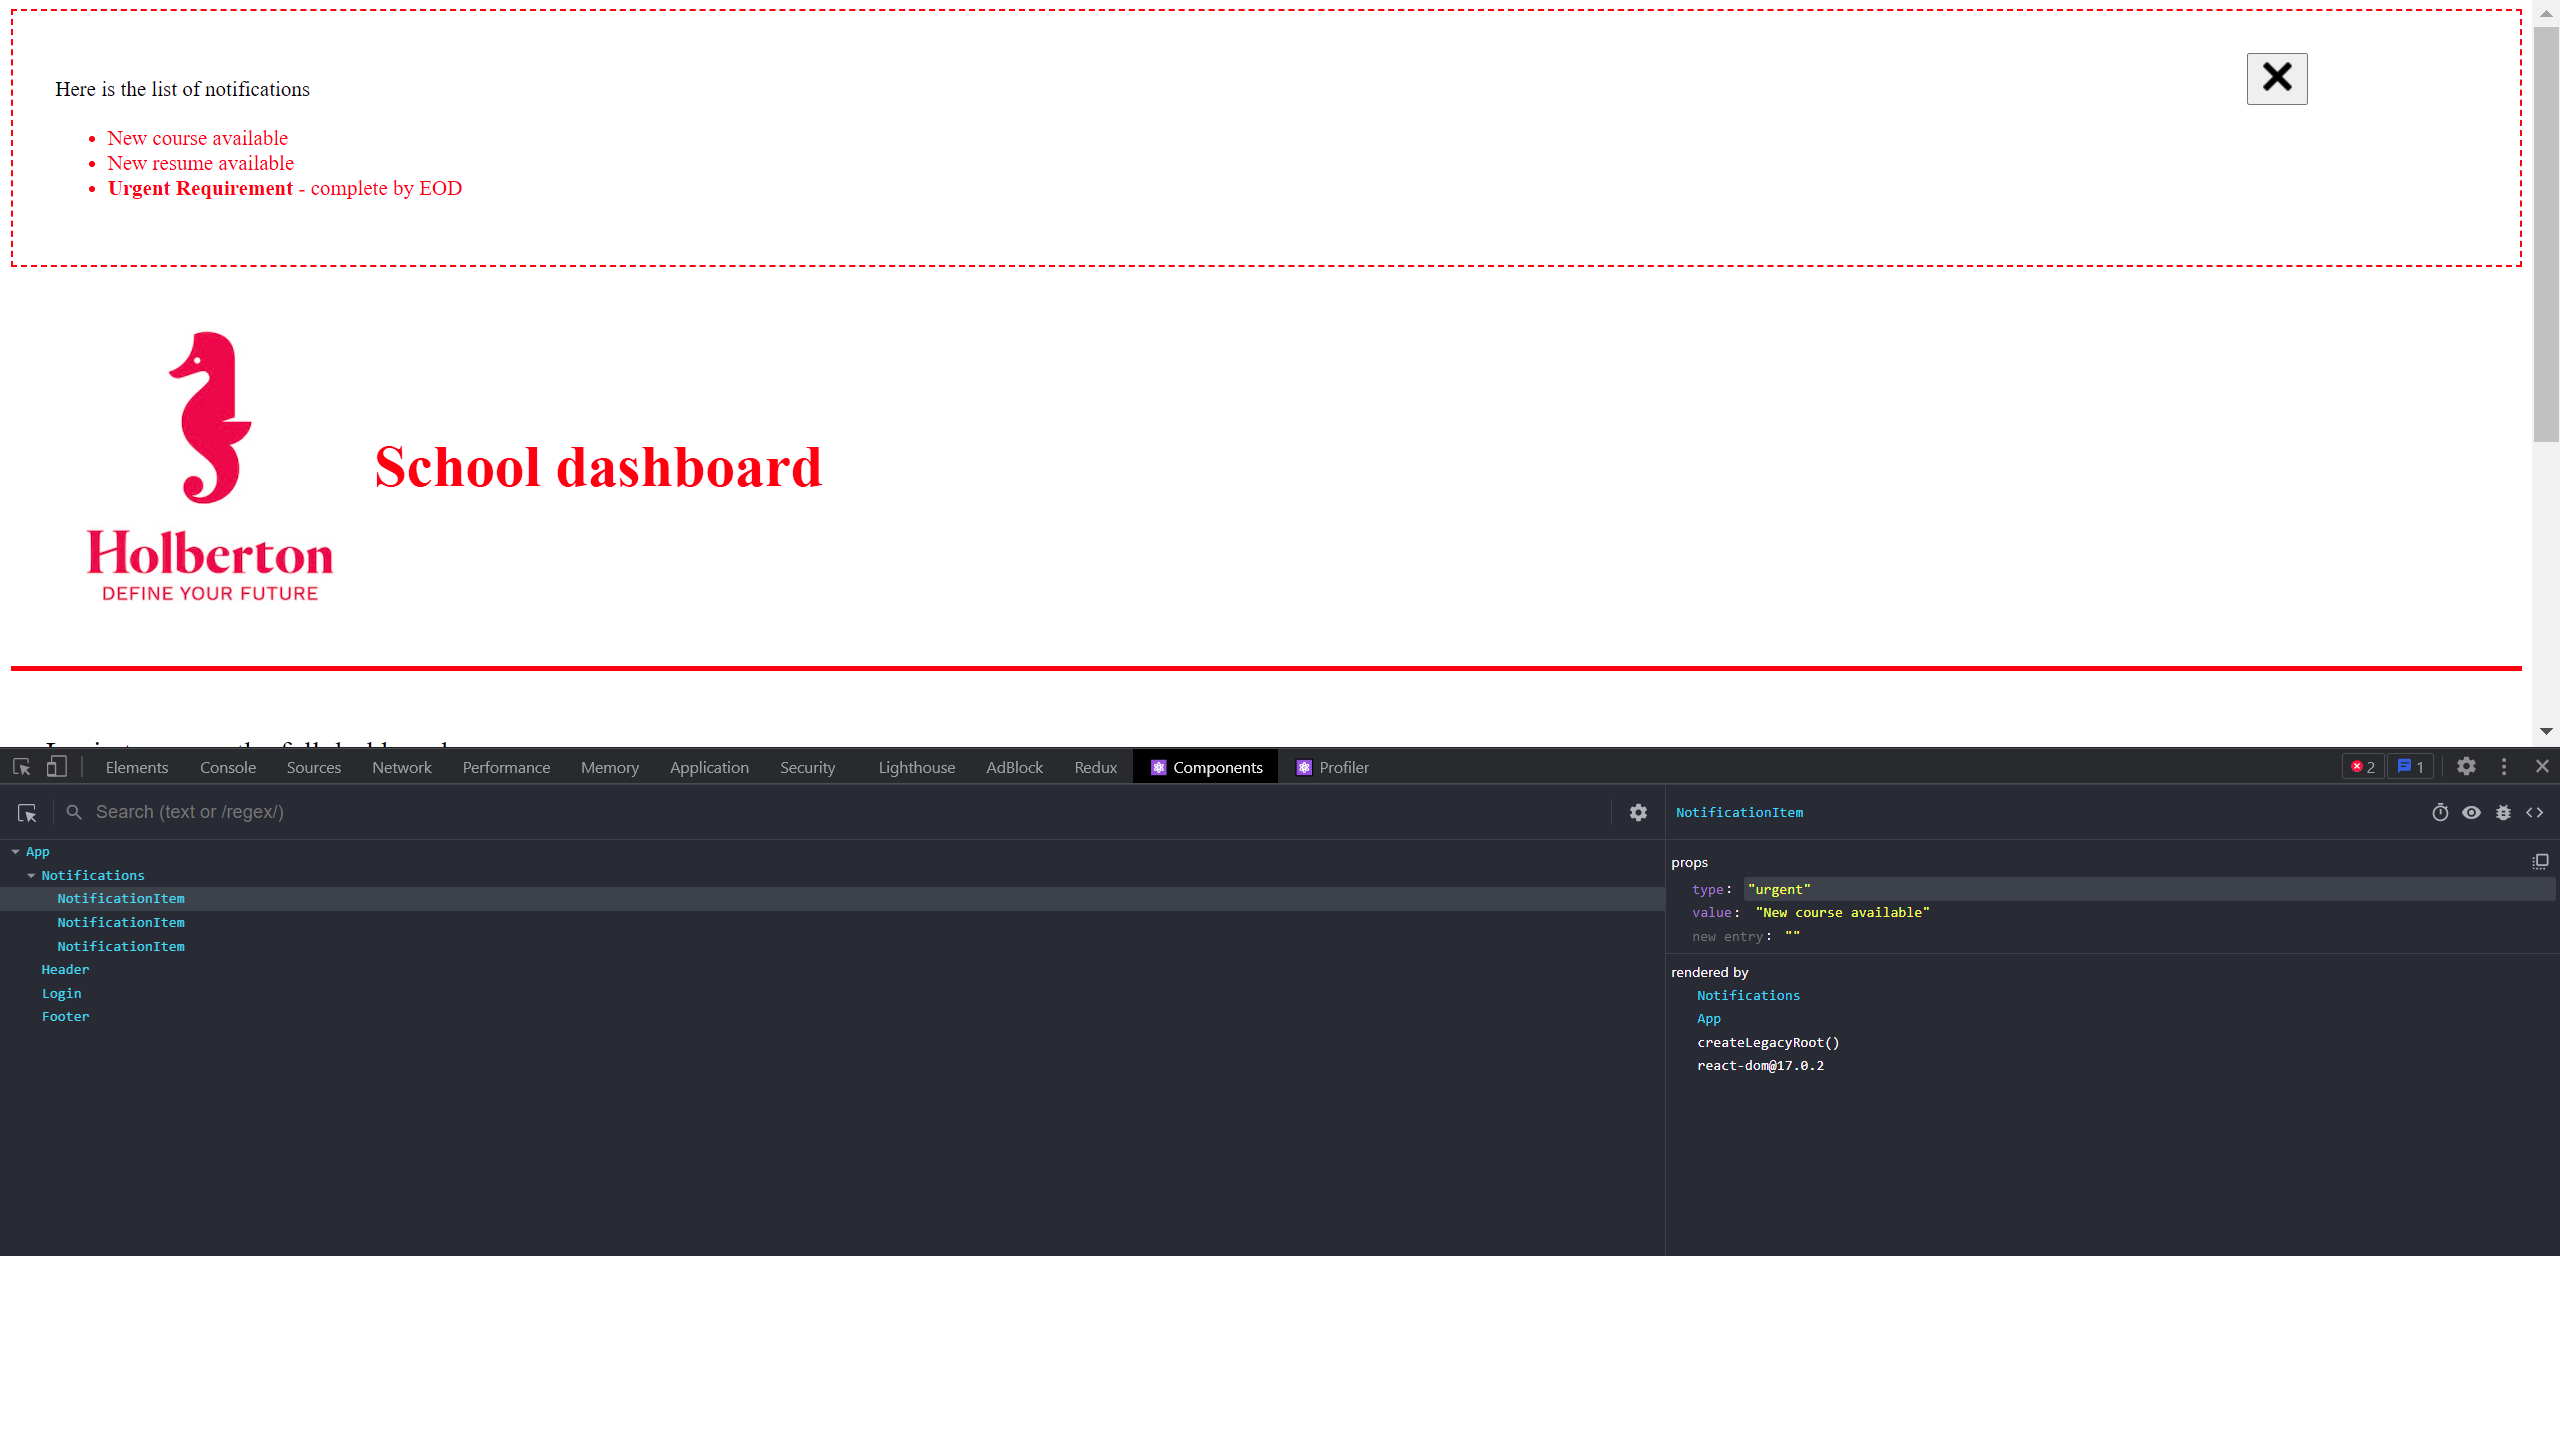 Here is the list of notifications
• New course available
• New resume available
• Urgent Requirement - complete by EOD
School dashboard
Holberton
DEFINE YOUR FUTURE
Elements Console Sources Network Performance Memory Application Security Lighthouse AdBlock Redux Components Profiler 2 1
Search (text or /regex/)
App
Notifications
NotificationItem
NotificationItem
NotificationItem
Header
Login
Footer
NotificationItem
props
type: "urgent"
value: "New course available"
new entry: ""
rendered by
Notifications
App
createLegacyRoot()
react-dom@17.0.2